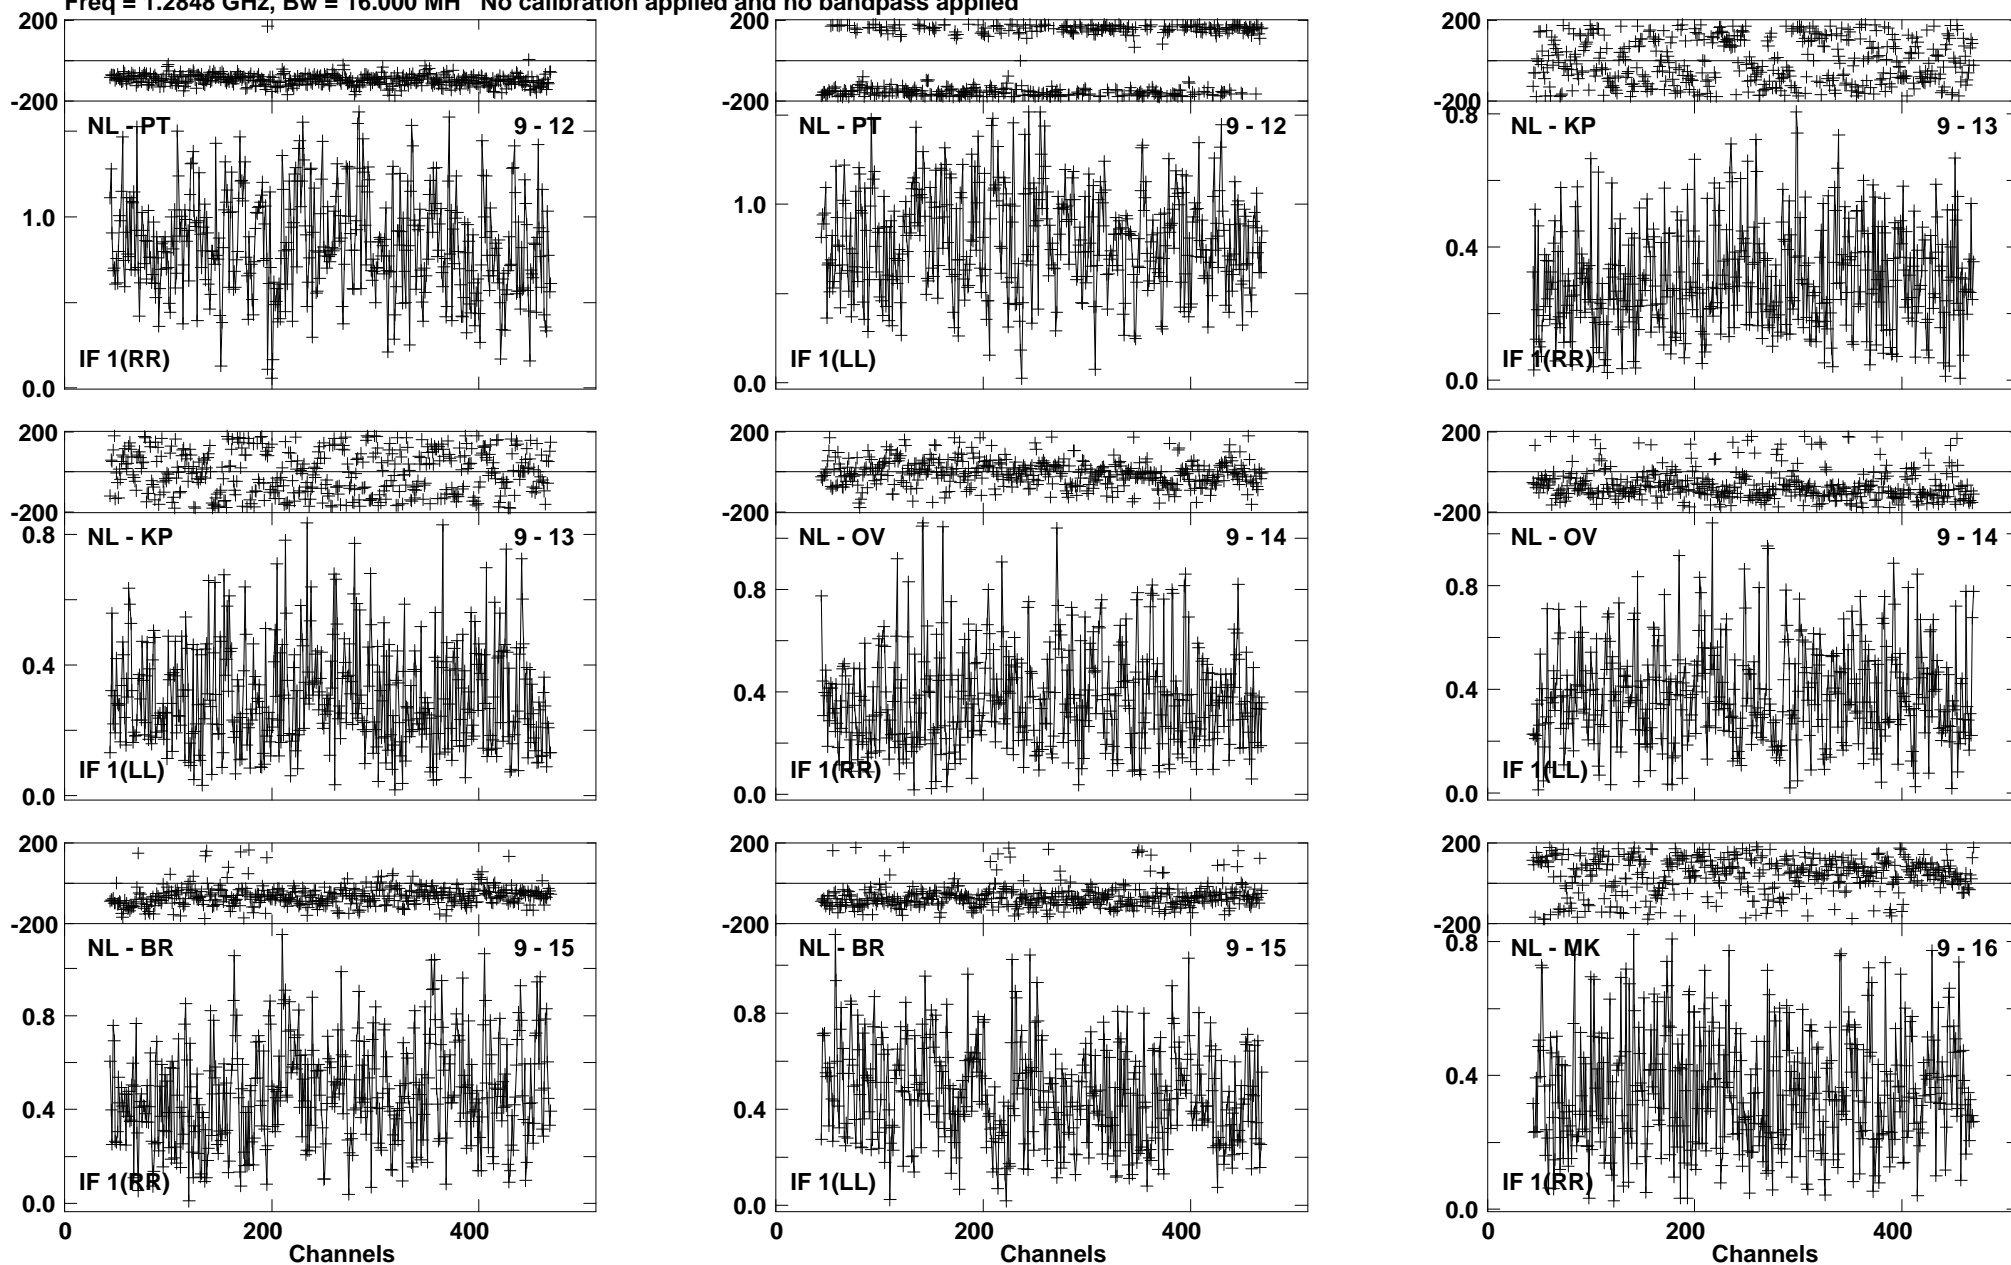 Freq = 1.2848 GHz, Bw = 16.000 MH No calibration applied and no bandpass applied
200
-200
NL - PT 9 - 12
1.0
IF 1(RR)
0.0
200
-200
NL - PT 9 - 12
1.0
IF 1(LL)
0.0
200
-200
0.8
NL - KP 9 - 13
0.4
IF 1(RR)
0.0
200
-200
NL - KP 9 - 13
0.8
0.4
IF 1(LL)
0.0
200
-200
NL - OV 9 - 14
0.8
0.4
IF 1(RR)
0.0
200
-200
NL - OV 9 - 14
0.8
0.4
IF 1(LL)
0.0
200
-200
NL - BR 9 - 15
0.8
0.4
IF 1(RR)
0.0
0 200 400
Channels
200
-200
NL - BR 9 - 15
0.8
0.4
IF 1(LL)
0.0
0 200 400
Channels
200
-200
0.8
NL - MK 9 - 16
0.4
IF 1(RR)
0.0
0 200 400
Channels